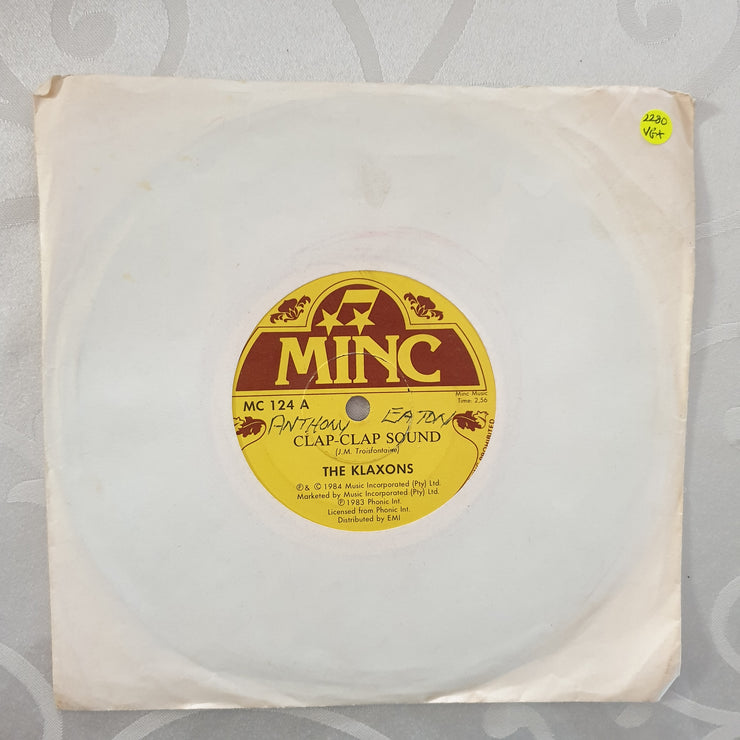 2280
VG+
MINC
Minc Music
Time: 2,56
MC 124 A
ANTHONY EATON
CLAP-CLAP SOUND
(J.M. Troisfontaine)
THE KLAXONS
℗ & © 1984 Music Incorporated (Pty) Ltd.
Marketed by Music Incorporated (Pty) Ltd.
℗ 1983 Phonic Int.
Licensed from Phonic Int.
Distributed by EMI
PROHIBITED